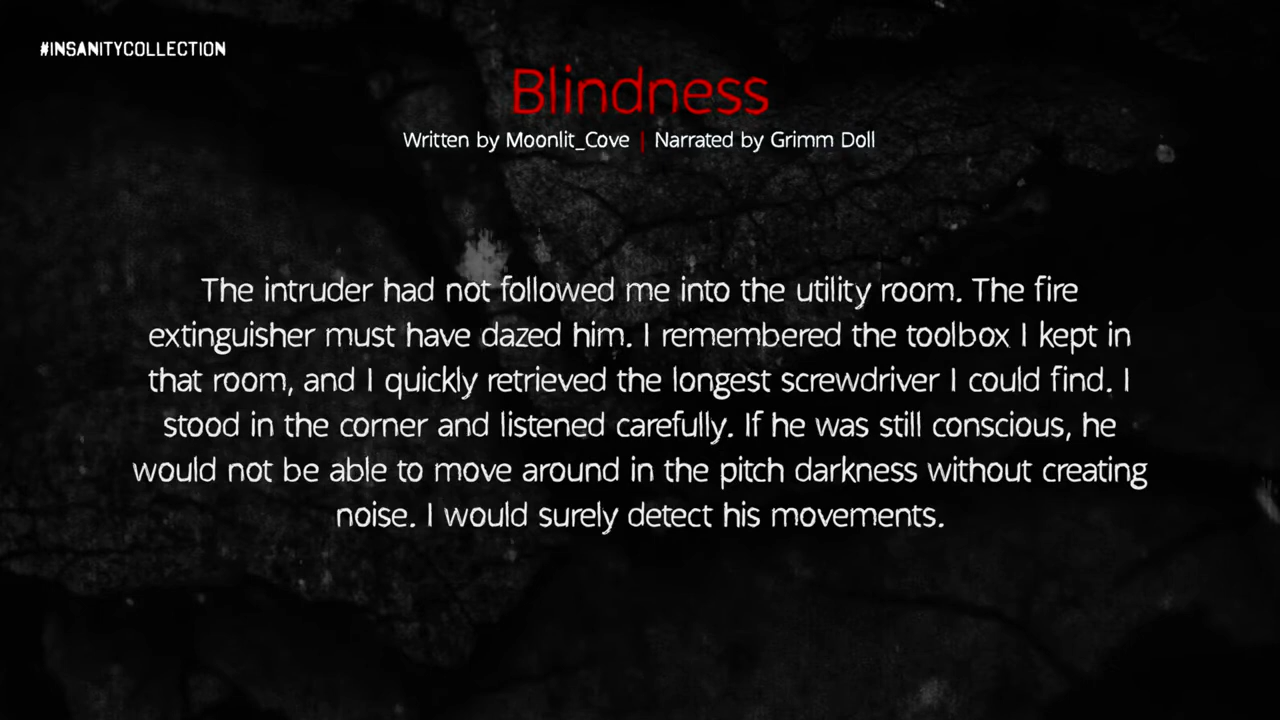 #INSANITYCOLLECTION
Blindness
Written by Moonlit_Cove | Narrated by Grimm Doll
The intruder had not followed me into the utility room. The fire
extinguisher must have dazed him. I remembered the toolbox I kept in
that room, and I quickly retrieved the longest screwdriver I could find. I
stood in the corner and listened carefully. If he was still conscious, he
would not be able to move around in the pitch darkness without creating
noise. I would surely detect his movements.